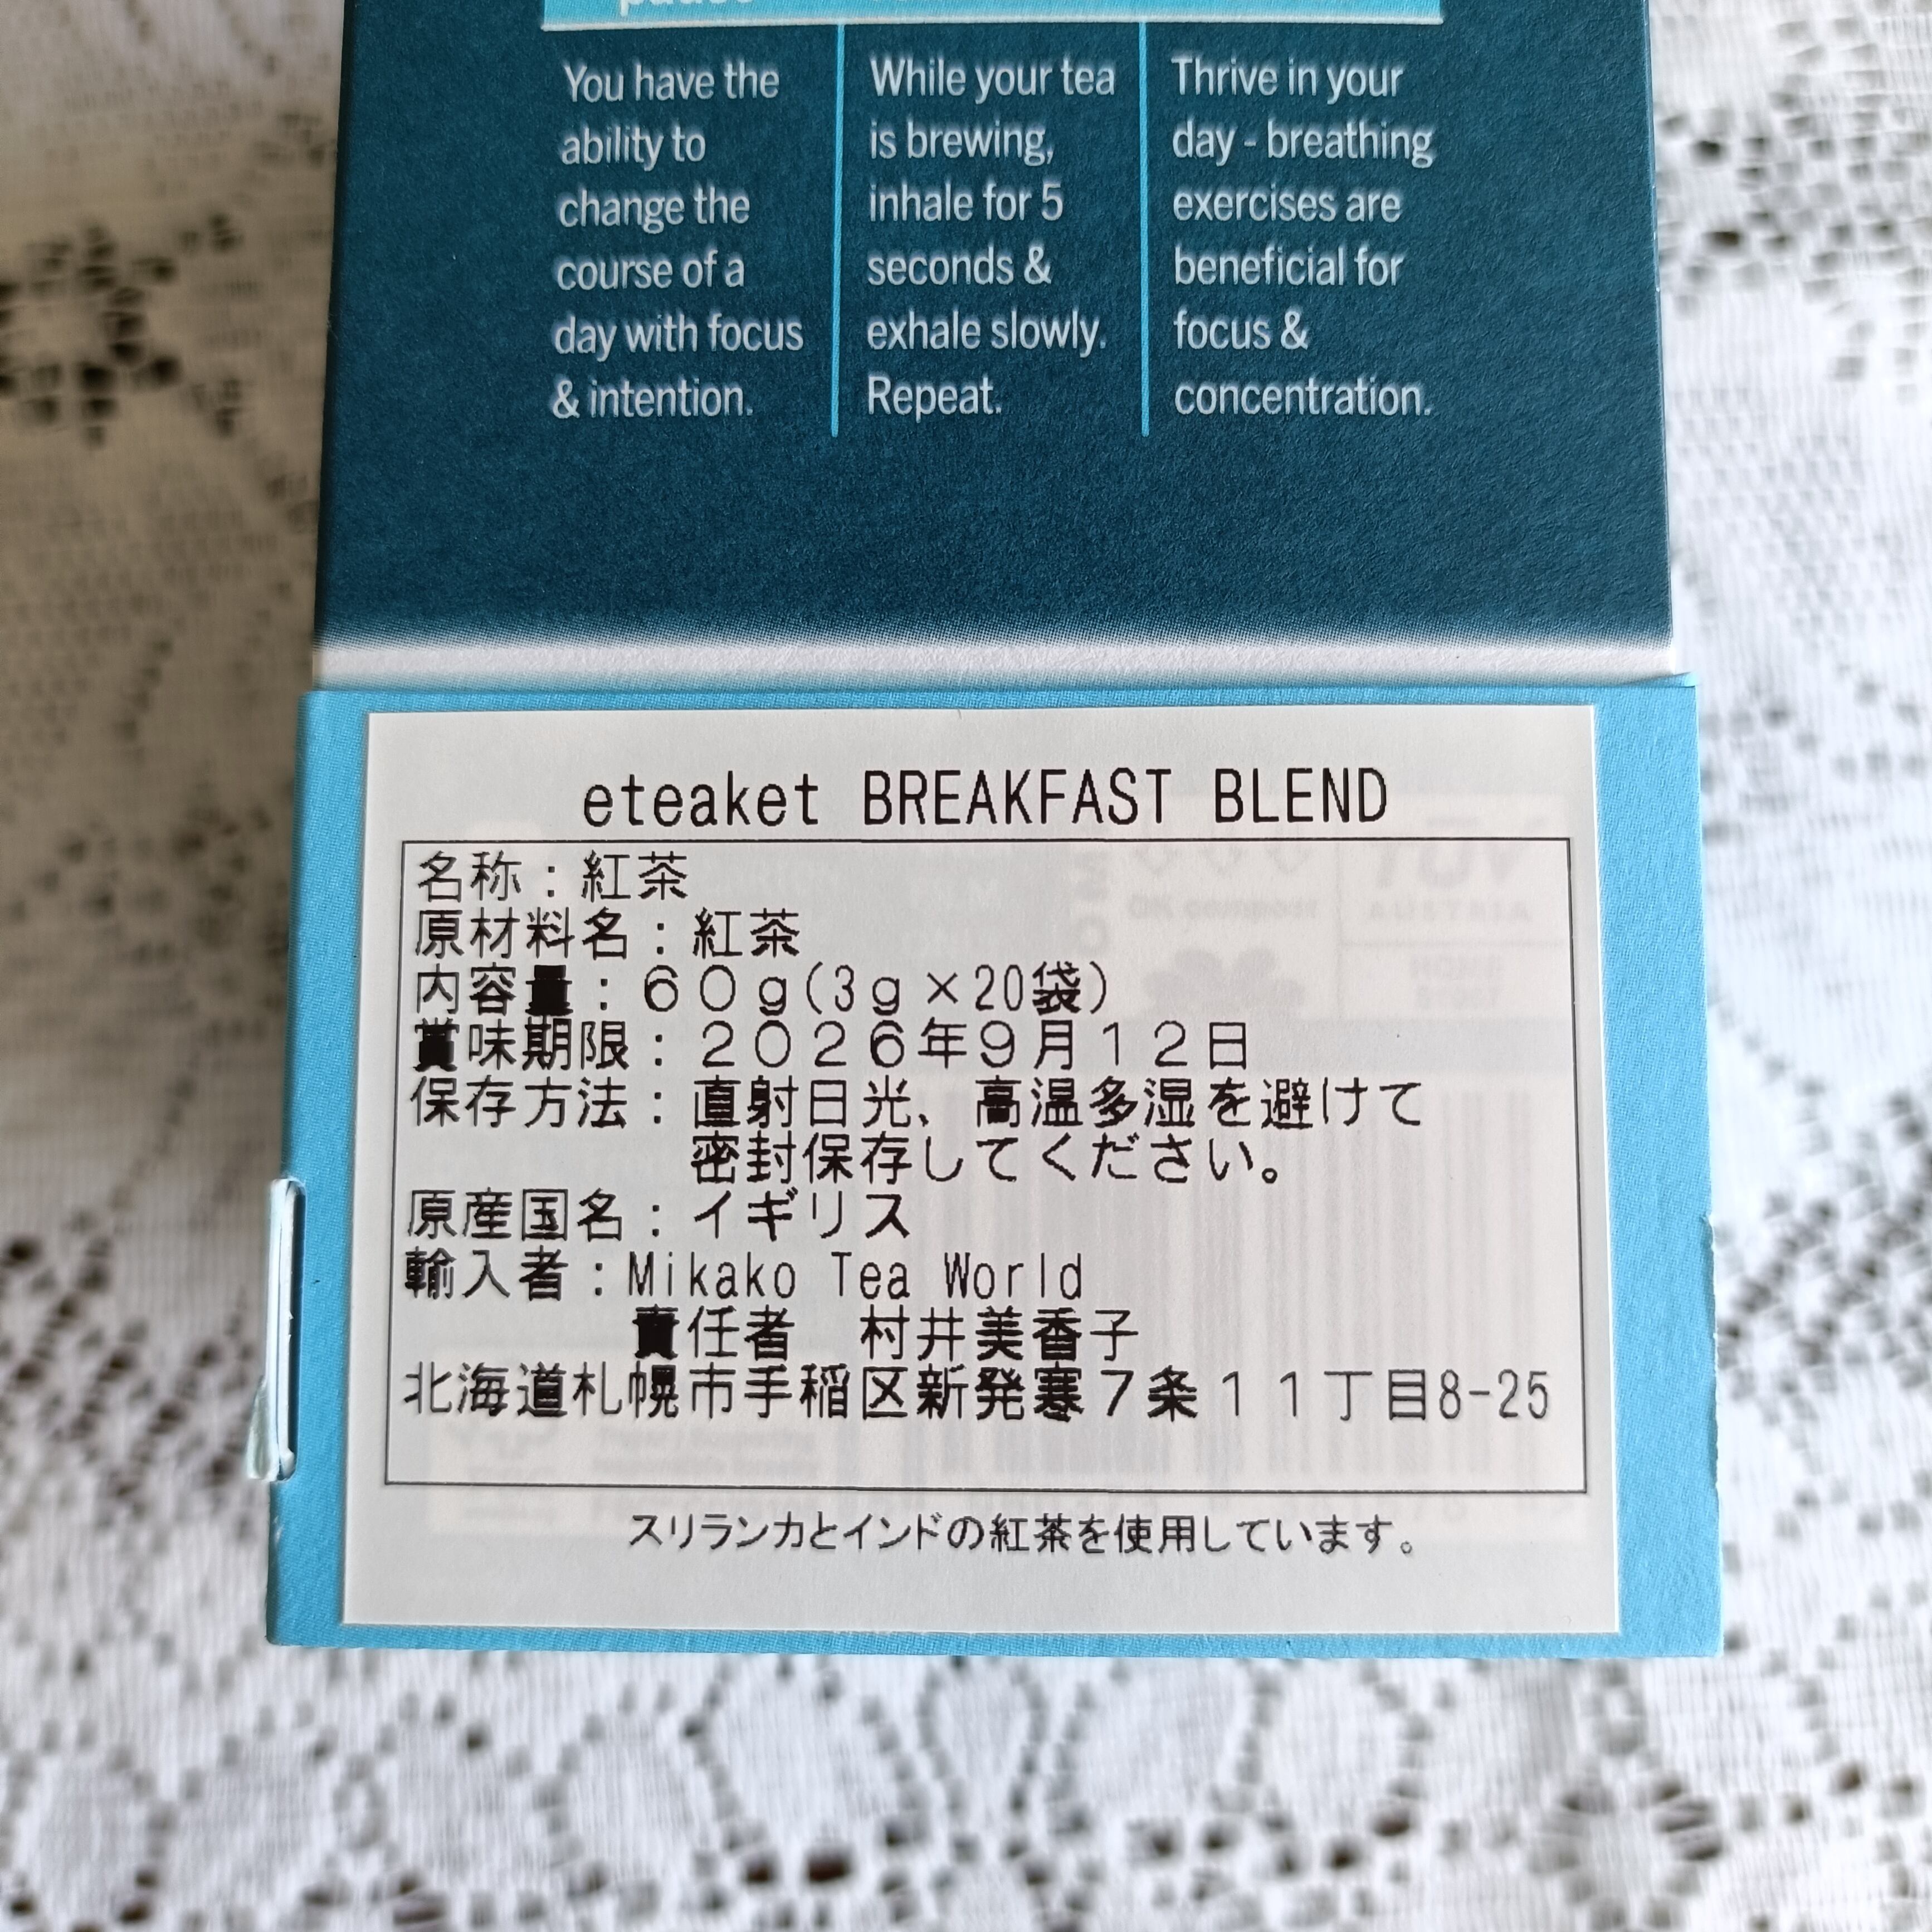 You have the
ability to
change the
course of a
day with focus
& intention.
While your tea
is brewing,
inhale for 5
seconds &
exhale slowly.
Repeat.
Thrive in your
day - breathing
exercises are
beneficial for
focus &
concentration.
eteaket BREAKFAST BLEND
名称：紅茶
原材料名：紅茶
内容量：６０ｇ(3ｇ×20袋)
賞味期限：２０２６年９月１２日
保存方法：直射日光、高温多湿を避けて
密封保存してください。
原産国名：イギリス
輸入者：Mikako Tea World
責任者　村井美香子
北海道札幌市手稲区新発寒７条１１丁目8-25
スリランカとインドの紅茶を使用しています。